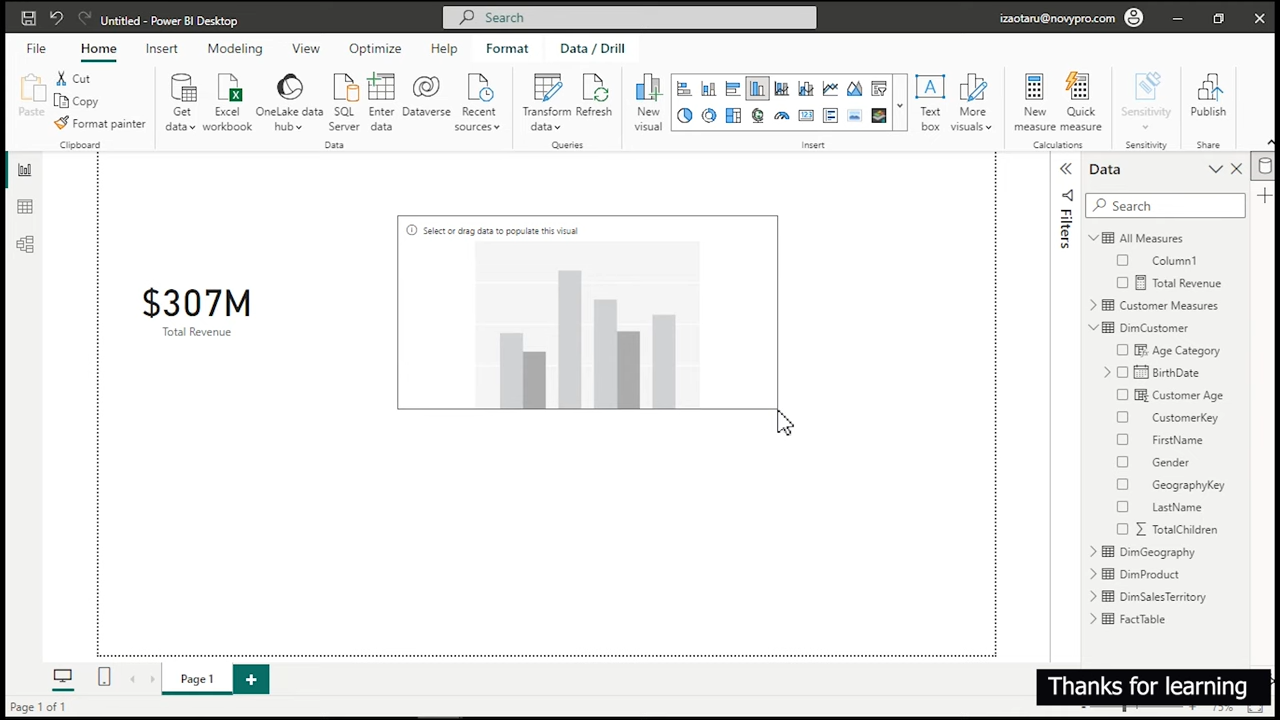 Untitled - Power BI Desktop
Search
izaotaru@novypro.com
File
Home
Insert
Modeling
View
Optimize
Help
Format
Data / Drill
Paste
Cut
Copy
Format painter
Clipboard
Get data
Excel workbook
OneLake data hub
SQL Server
Enter data
Dataverse
Recent sources
Data
Transform data
Refresh
Queries
New visual
Text box
More visuals
Insert
New measure
Quick measure
Calculations
Sensitivity
Sensitivity
Publish
Share
Select or drag data to populate this visual
$307M
Total Revenue
Filters
Data
Search
All Measures
Column1
Total Revenue
Customer Measures
DimCustomer
Age Category
BirthDate
Customer Age
CustomerKey
FirstName
Gender
GeographyKey
LastName
TotalChildren
DimGeography
DimProduct
DimSalesTerritory
FactTable
Page 1
Thanks for learning
Page 1 of 1